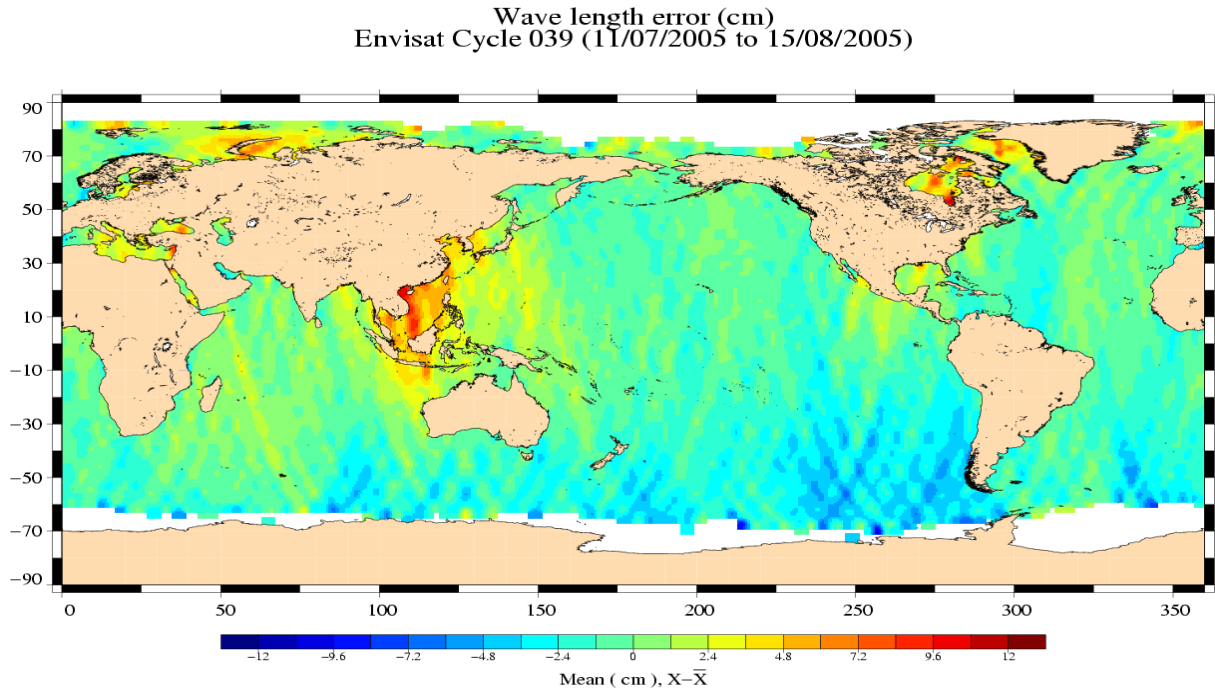 Wave length error (cm)
Envisat Cycle 039 (11/07/2005 to 15/08/2005)
90
70
50
30
10
−10
−30
−50
−70
−90
0 50 100 150 200 250 300 350
−12 −9.6 −7.2 −4.8 −2.4 0 2.4 4.8 7.2 9.6 12
Mean ( cm ), X−X̅